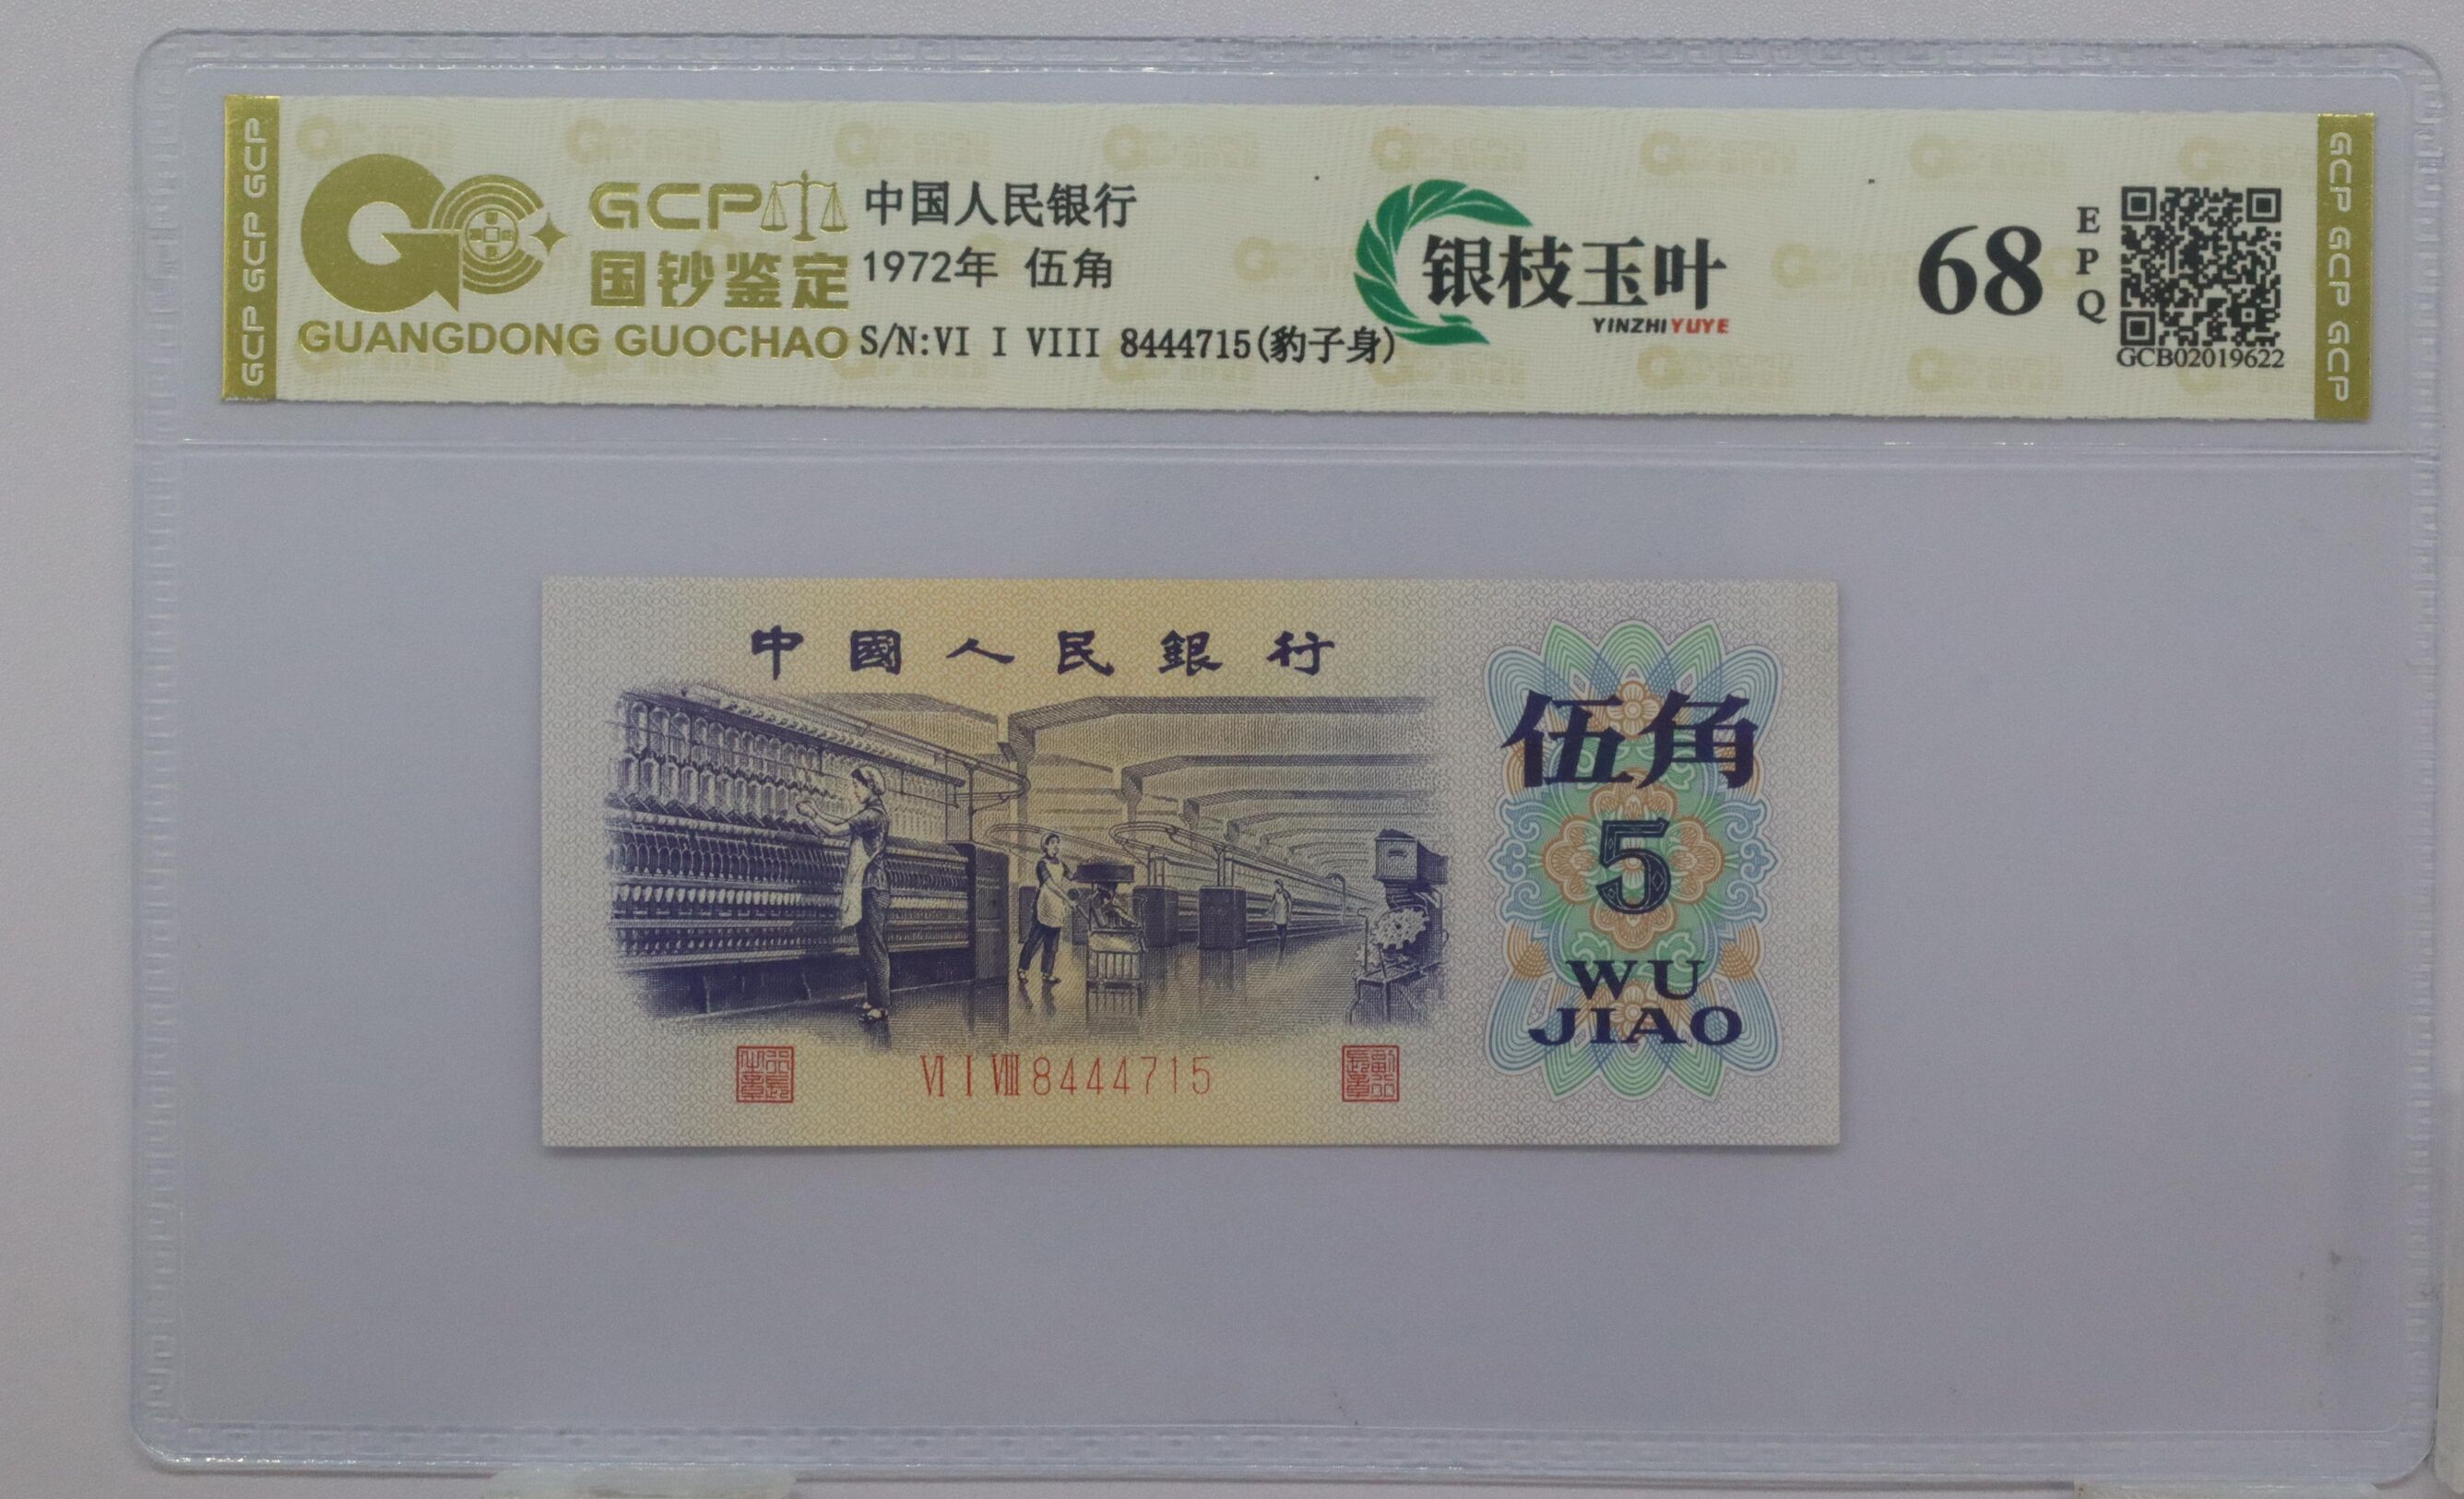 GCP GCP GCP
GCP
国钞鉴定
GUANGDONG GUOCHAO
中国人民银行
1972年 伍角
S/N:VI I VIII 8444715(豹子身)
银枝玉叶
YINZHIYUYE
68
EPQ
GCB02019622
GCP GCP GCP
中國人民銀行
伍角
5
WU
JIAO
VI I VIII 8444715